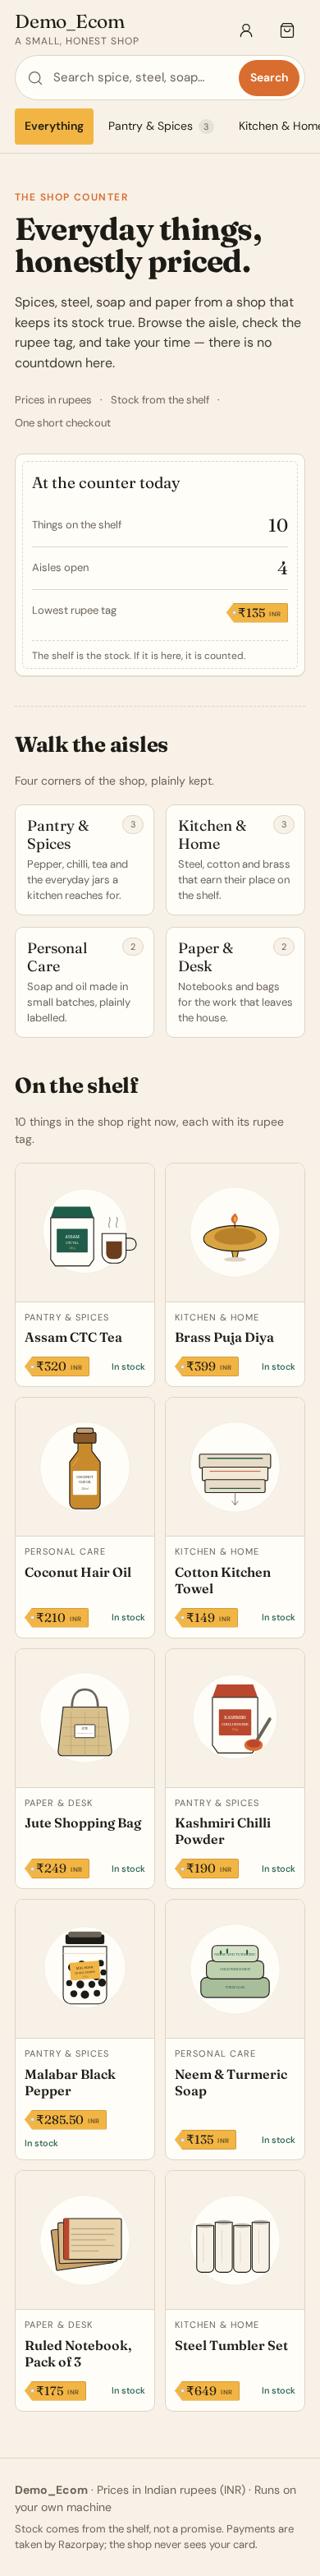 Demo_Ecom
A SMALL, HONEST SHOP
Search spice, steel, soap...
Search
Everything
Pantry & Spices 3
Kitchen & Home
THE SHOP COUNTER
Everyday things,
honestly priced.
Spices, steel, soap and paper from a shop that
keeps its stock true. Browse the aisle, check the
rupee tag, and take your time — there is no
countdown here.
Prices in rupees · Stock from the shelf ·
One short checkout
At the counter today
Things on the shelf 10
Aisles open 4
Lowest rupee tag ₹135 INR
The shelf is the stock. If it is here, it is counted.
Walk the aisles
Four corners of the shop, plainly kept.
Pantry &
Spices
3
Pepper, chilli, tea and
the everyday jars a
kitchen reaches for.
Kitchen &
Home
3
Steel, cotton and brass
that earn their place on
the shelf.
Personal
Care
2
Soap and oil made in
small batches, plainly
labelled.
Paper &
Desk
2
Notebooks and bags
for the work that leaves
the house.
On the shelf
10 things in the shop right now, each with its rupee
tag.
ASSAM
PANTRY & SPICES
Assam CTC Tea
₹320 INR In stock
KITCHEN & HOME
Brass Puja Diya
₹399 INR In stock
COCONUT
PERSONAL CARE
Coconut Hair Oil
₹210 INR In stock
KITCHEN & HOME
Cotton Kitchen
Towel
₹149 INR In stock
PAPER & DESK
Jute Shopping Bag
₹249 INR In stock
KASHMIRI
PANTRY & SPICES
Kashmiri Chilli
Powder
₹190 INR In stock
PANTRY & SPICES
Malabar Black
Pepper
₹285.50 INR
In stock
PERSONAL CARE
Neem & Turmeric
Soap
₹135 INR In stock
PAPER & DESK
Ruled Notebook,
Pack of 3
₹175 INR In stock
KITCHEN & HOME
Steel Tumbler Set
₹649 INR In stock
Demo_Ecom · Prices in Indian rupees (INR) · Runs on
your own machine
Stock comes from the shelf, not a promise. Payments are
taken by Razorpay; the shop never sees your card.